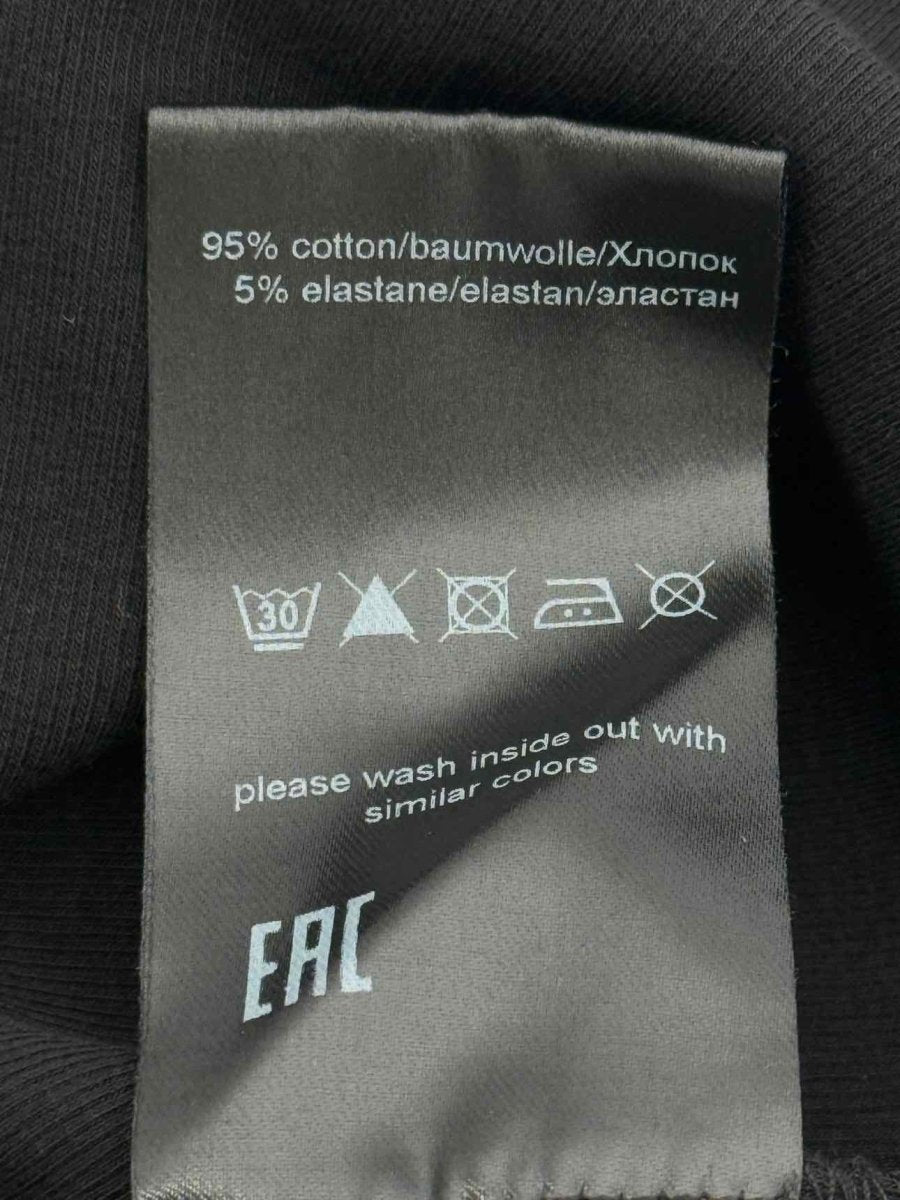 95% cotton/baumwolle/Хлопок
5% elastane/elastan/эластан
30
please wash inside out with
similar colors
EAC